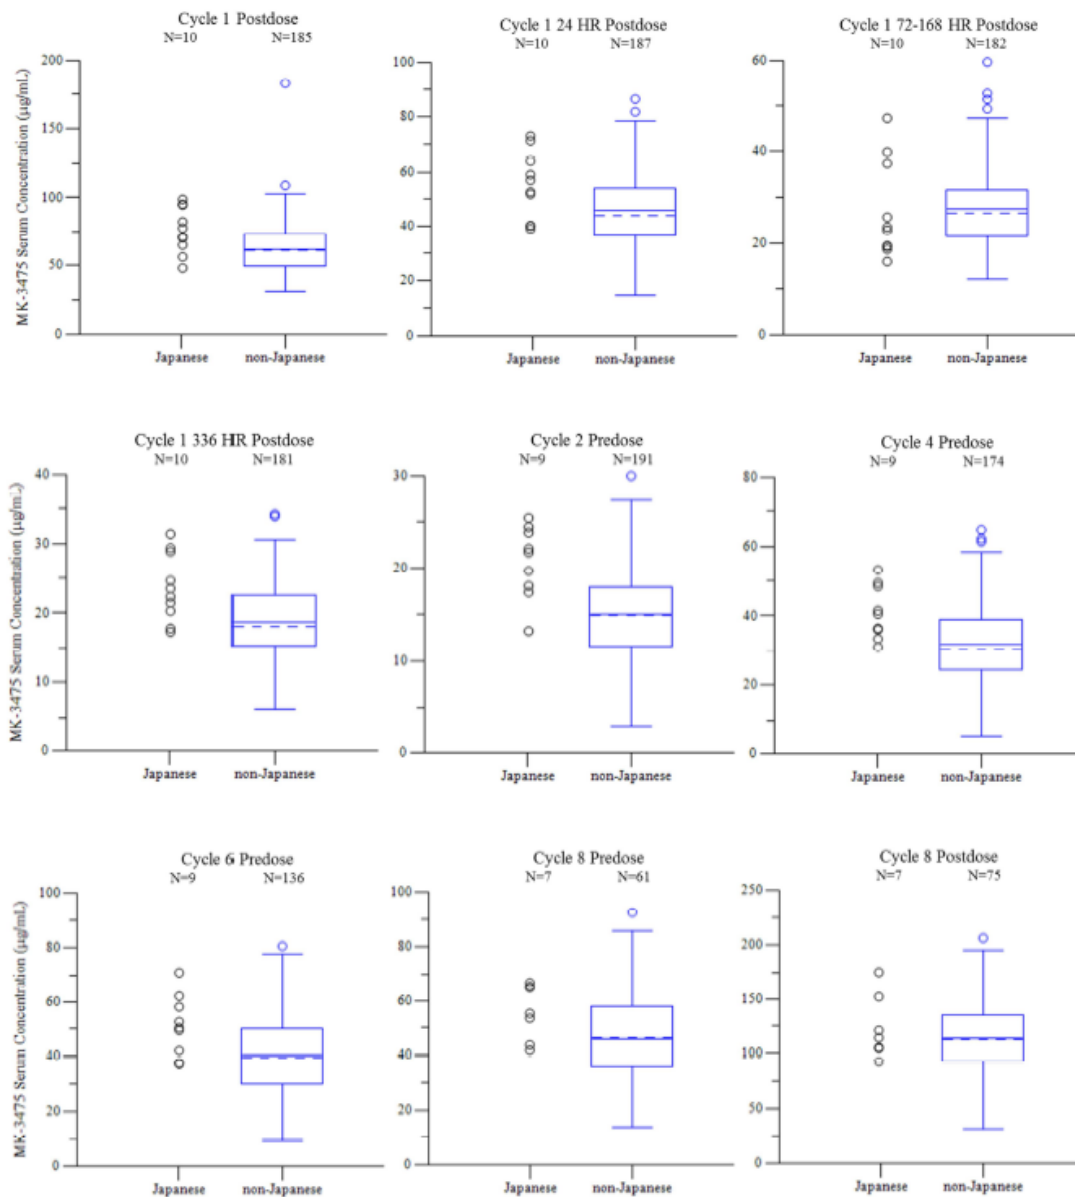 Cycle 1 Postdose
N=10 N=185
MK-3475 Serum Concentration (µg/mL)
200
150
100
50
0
Japanese non-Japanese
Cycle 1 24 HR Postdose
N=10 N=187
100
80
60
40
20
0
Japanese non-Japanese
Cycle 1 72-168 HR Postdose
N=10 N=182
60
40
20
0
Japanese non-Japanese
Cycle 1 336 HR Postdose
N=10 N=181
MK-3475 Serum Concentration (µg/mL)
40
30
20
10
0
Japanese non-Japanese
Cycle 2 Predose
N=9 N=191
30
20
10
0
Japanese non-Japanese
Cycle 4 Predose
N=9 N=174
80
60
40
20
0
Japanese non-Japanese
Cycle 6 Predose
N=9 N=136
MK-3475 Serum Concentration (µg/mL)
100
80
60
40
20
0
Japanese non-Japanese
Cycle 8 Predose
N=7 N=61
100
80
60
40
20
0
Japanese non-Japanese
Cycle 8 Postdose
N=7 N=75
250
200
150
100
50
0
Japanese non-Japanese